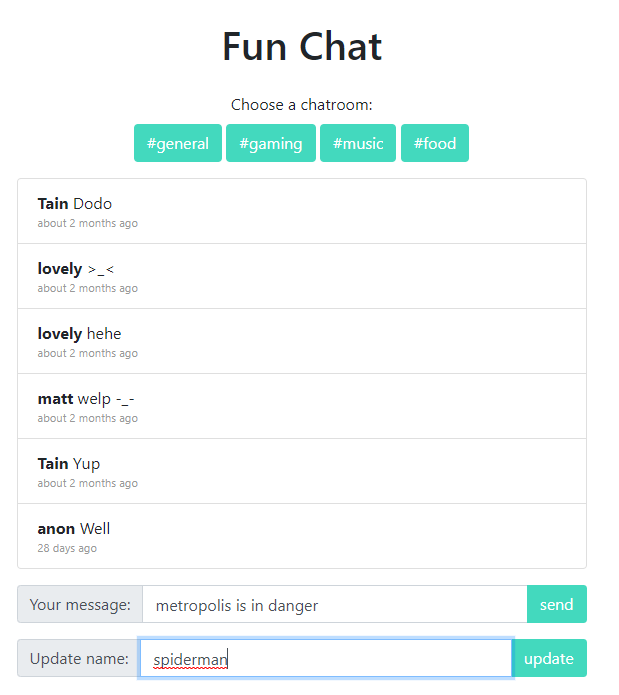 Fun Chat
Choose a chatroom:
#general #gaming #music #food
Tain Dodo
about 2 months ago
lovely >_<
about 2 months ago
lovely hehe
about 2 months ago
matt welp -_-
about 2 months ago
Tain Yup
about 2 months ago
anon Well
28 days ago
Your message: metropolis is in danger send
Update name: spiderman update